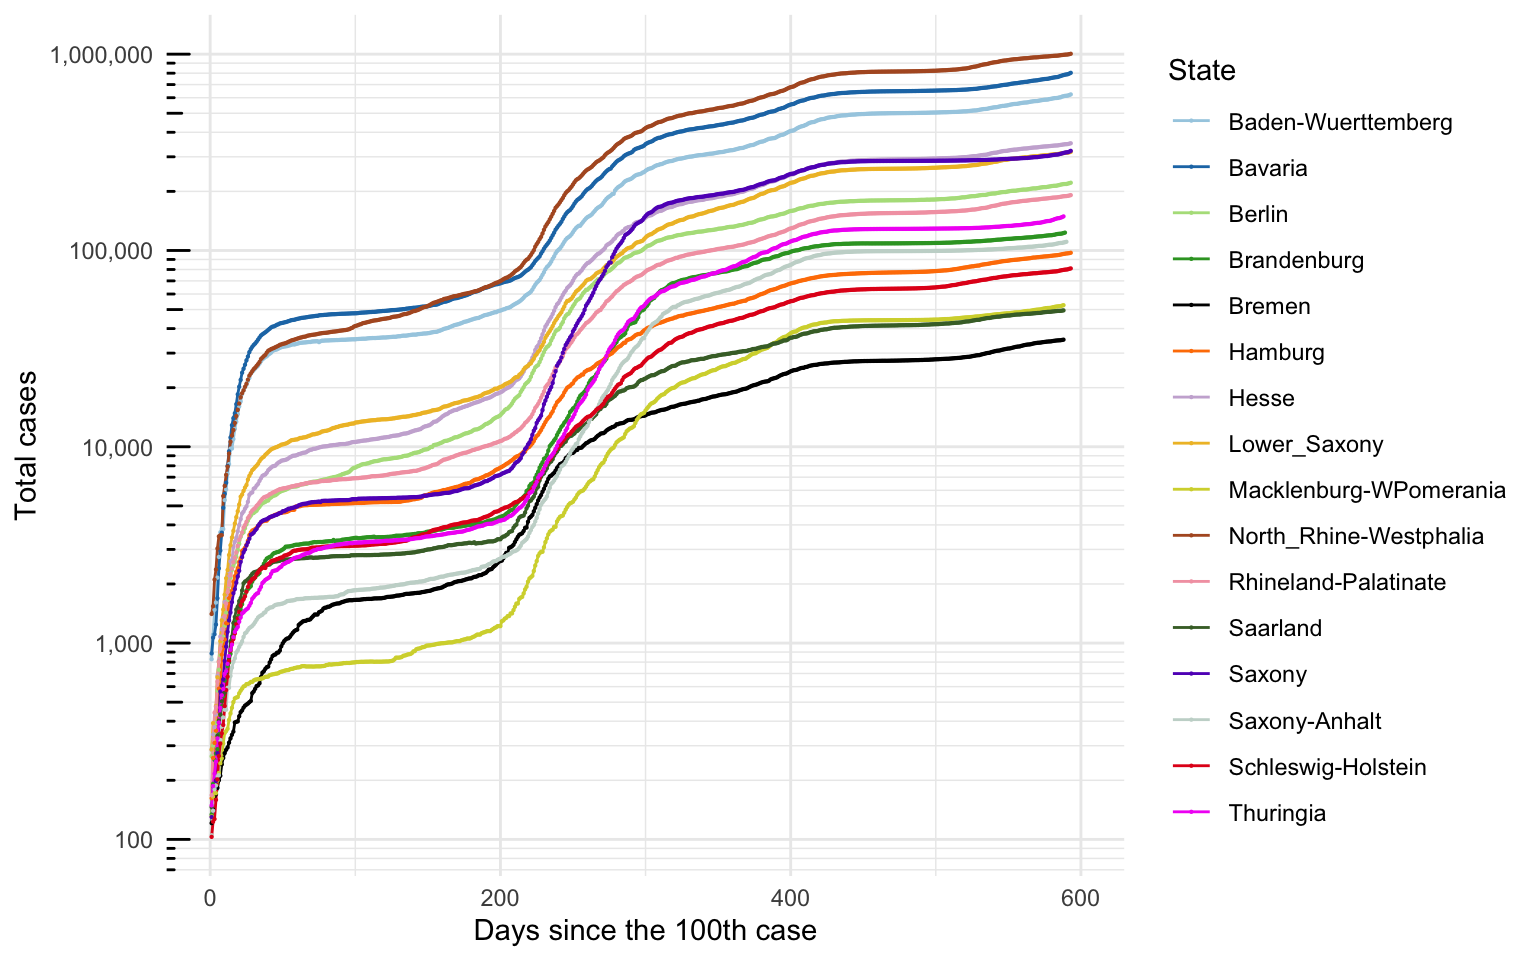 1,000,000
100,000
10,000
1,000
100
Total cases
0
200
400
600
Days since the 100th case
State
Baden-Wuerttemberg
Bavaria
Berlin
Brandenburg
Bremen
Hamburg
Hesse
Lower_Saxony
Macklenburg-WPomerania
North_Rhine-Westphalia
Rhineland-Palatinate
Saarland
Saxony
Saxony-Anhalt
Schleswig-Holstein
Thuringia